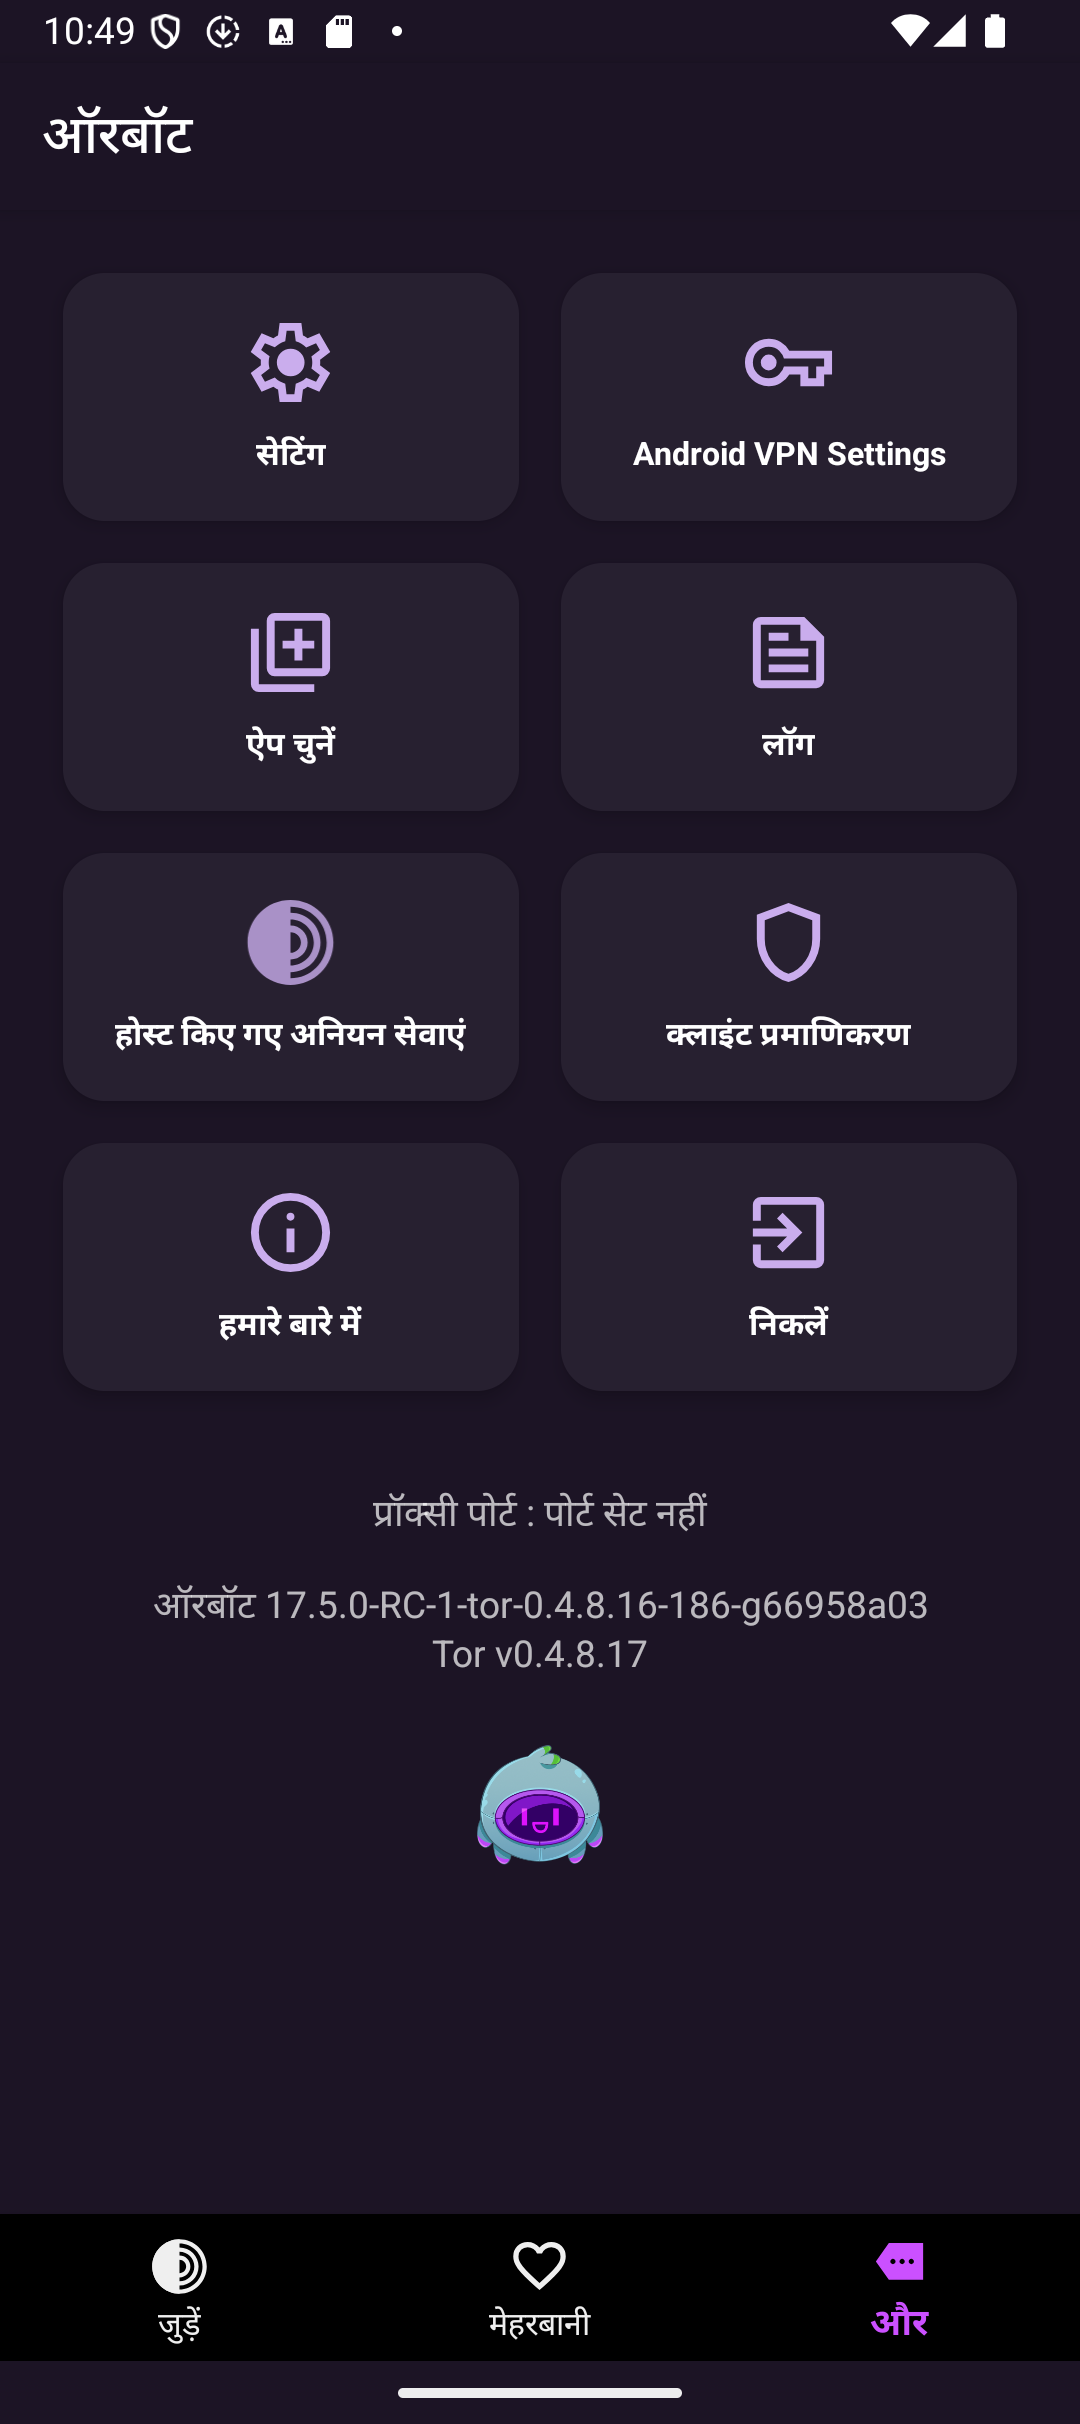 10:49
ऑरबॉट
सेटिंग
Android VPN Settings
ऐप चुनें
लॉग
होस्ट किए गए अनियन सेवाएं
क्लाइंट प्रमाणिकरण
हमारे बारे में
निकलें
प्रॉक्सी पोर्ट : पोर्ट सेट नहीं
ऑरबॉट 17.5.0-RC-1-tor-0.4.8.16-186-g66958a03
Tor v0.4.8.17
जुड़ें
मेहरबानी
और